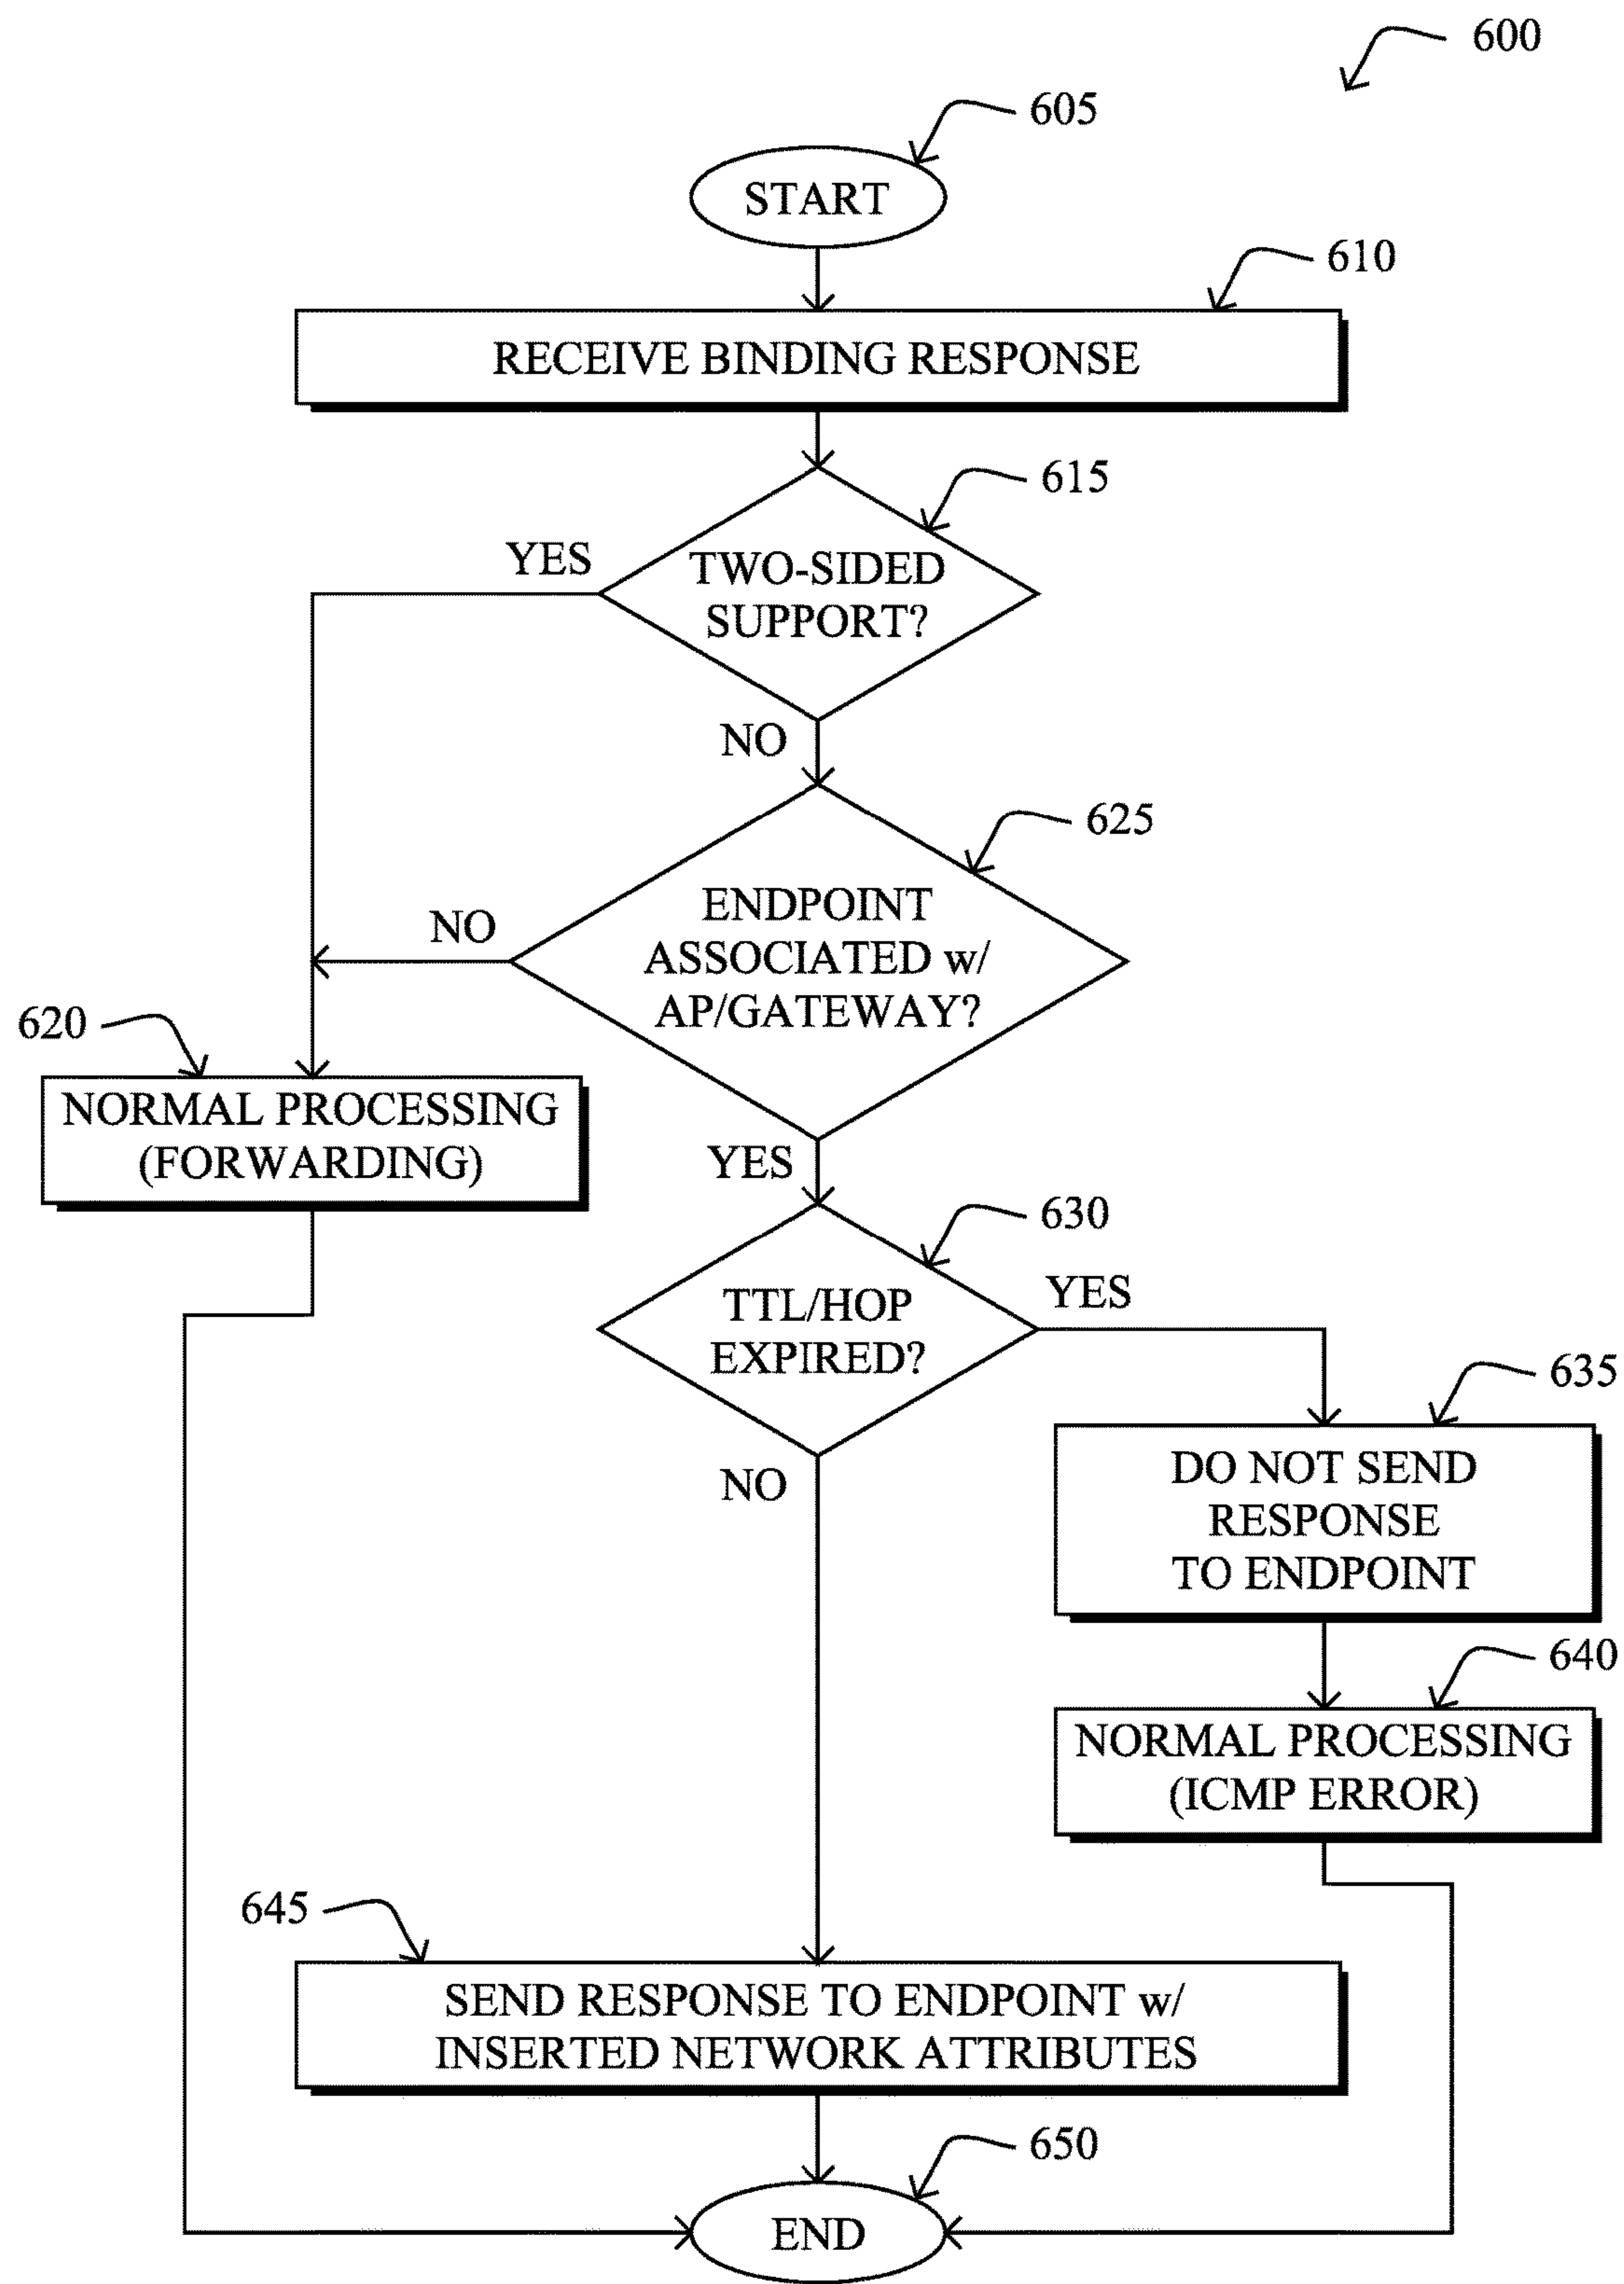 600
605
START
610
RECEIVE BINDING RESPONSE
615
YES
TWO-SIDED
SUPPORT?
NO
625
NO
ENDPOINT
ASSOCIATED w/
AP/GATEWAY?
620
NORMAL PROCESSING
(FORWARDING)
YES
630
TTL/HOP
EXPIRED?
YES
635
NO
DO NOT SEND
RESPONSE
TO ENDPOINT
640
NORMAL PROCESSING
(ICMP ERROR)
645
SEND RESPONSE TO ENDPOINT w/
INSERTED NETWORK ATTRIBUTES
650
END